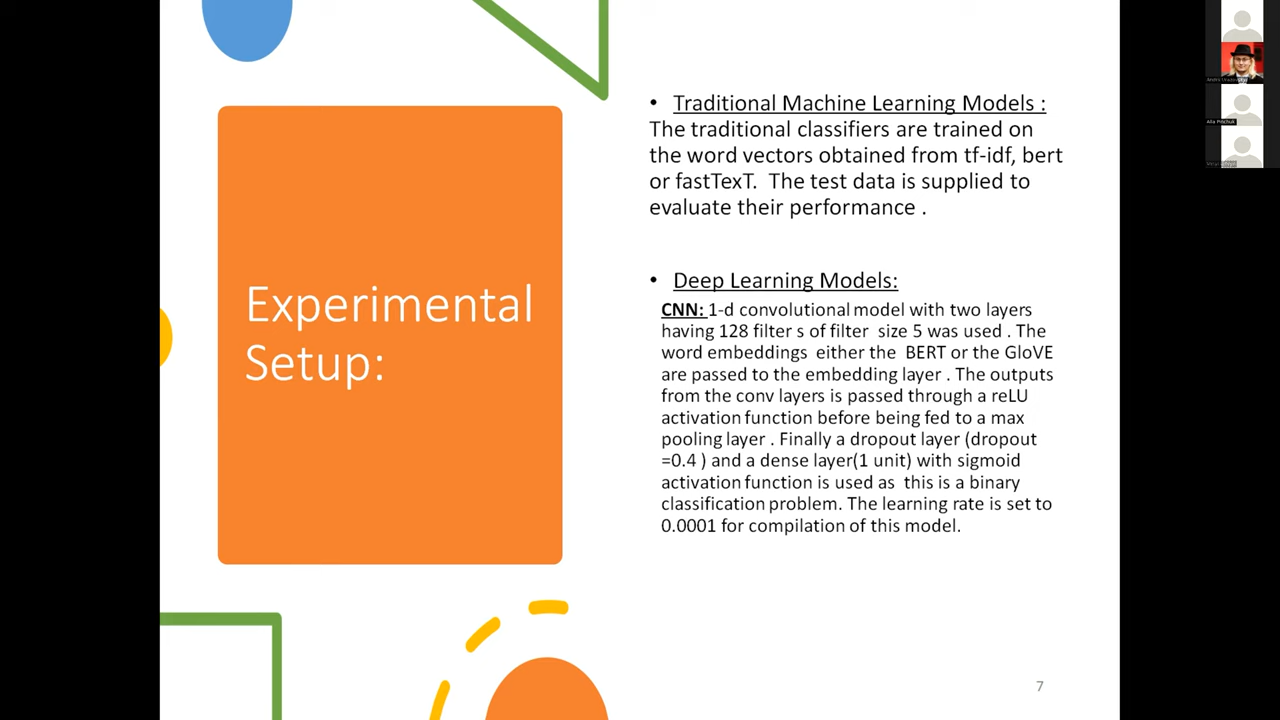 Experimental
Setup:
• Traditional Machine Learning Models :
The traditional classifiers are trained on
the word vectors obtained from tf-idf, bert
or fastTexT. The test data is supplied to
evaluate their performance .
• Deep Learning Models:
CNN: 1-d convolutional model with two layers
having 128 filter s of filter size 5 was used . The
word embeddings either the BERT or the GloVE
are passed to the embedding layer . The outputs
from the conv layers is passed through a reLU
activation function before being fed to a max
pooling layer . Finally a dropout layer (dropout
=0.4 ) and a dense layer(1 unit) with sigmoid
activation function is used as this is a binary
classification problem. The learning rate is set to
0.0001 for compilation of this model.
7
Alla Pinchuk